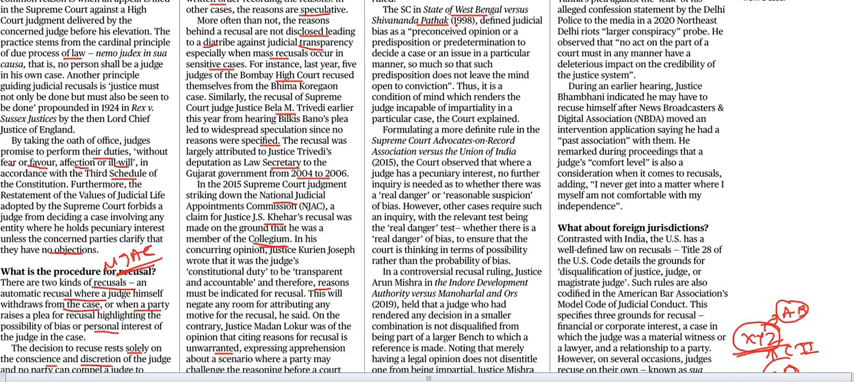 in the Supreme Court against a High
Court judgment delivered by the
concerned judge before his elevation. The
practice stems from the cardinal principle
of due process of law – nemo judex in sua
causa, that is, no person shall be a judge
in his own case. Another principle
guiding judicial recusals is ‘justice must
not only be done but must also be seen to
be done’ propounded in 1924 in Rex v.
Sussex Justices by the then Lord Chief
Justice of England.
By taking the oath of office, judges
promise to perform their duties, ‘without
fear or favour, affection or ill-will’, in
accordance with the Third Schedule of
the Constitution. Furthermore, the
Restatement of the Values of Judicial Life
adopted by the Supreme Court forbids a
judge from deciding a case involving any
entity where he holds pecuniary interest
unless the concerned parties clarify that
they have no objections.
NJAC
What is the procedure for recusal?
There are two kinds of recusals – an
automatic recusal where a judge himself
withdraws from the case, or when a party
raises a plea for recusal highlighting the
possibility of bias or personal interest of
the judge in the case.
The decision to recuse rests solely on
the conscience and discretion of the judge
and no party can compel a judge to
other cases, the reasons are speculative.
More often than not, the reasons
behind a recusal are not disclosed leading
to a diatribe against judicial transparency
especially when mass recusals occur in
sensitive cases. For instance, last year, five
judges of the Bombay High Court recused
themselves from the Bhima Koregaon
case. Similarly, the recusal of Supreme
Court judge Justice Bela M. Trivedi earlier
this year from hearing Bilkis Bano’s plea
led to widespread speculation since no
reasons were specified. The recusal was
largely attributed to Justice Trivedi’s
deputation as Law Secretary to the
Gujarat government from 2004 to 2006.
In the 2015 Supreme Court judgment
striking down the National Judicial
Appointments Commission (NJAC), a
claim for Justice J.S. Khehar’s recusal was
made on the ground that he was a
member of the Collegium. In his
concurring opinion, Justice Kurien Joseph
wrote that it was the judge’s
‘constitutional duty’ to be ‘transparent
and accountable’ and therefore, reasons
must be indicated for recusal. This will
negate any room for attributing any
motive for the recusal, he said. On the
contrary, Justice Madan Lokur was of the
opinion that citing reasons for recusal is
unwarranted, expressing apprehension
about a scenario where a party may
challenge the reasoning before a court
The SC in State of West Bengal versus
Shivananda Pathak (1998), defined judicial
bias as a “preconceived opinion or a
predisposition or predetermination to
decide a case or an issue in a particular
manner, so much so that such
predisposition does not leave the mind
open to conviction”. Thus, it is a
condition of mind which renders the
judge incapable of impartiality in a
particular case, the Court explained.
Formulating a more definite rule in the
Supreme Court Advocates-on-Record
Association versus the Union of India
(2015), the Court observed that where a
judge has a pecuniary interest, no further
inquiry is needed as to whether there was
a ‘real danger’ or ‘reasonable suspicion’
of bias. However, other cases require such
an inquiry, with the relevant test being
the ‘real danger’ test– whether there is a
‘real danger’ of bias, to ensure that the
court is thinking in terms of possibility
rather than the probability of bias.
In a controversial recusal ruling, Justice
Arun Mishra in the Indore Development
Authority versus Manoharlal and Ors
(2019), held that a judge who had
rendered any decision in a smaller
combination is not disqualified from
being part of a larger Bench to which a
reference is made. Noting that merely
having a legal opinion does not disentitle
one from being impartial, Justice Mishra
alleged confession statement by the Delhi
Police to the media in a 2020 Northeast
Delhi riots “larger conspiracy” probe. He
observed that “no act on the part of a
court must in any manner have a
deleterious impact on the credibility of
the justice system”.
During an earlier hearing, Justice
Bhambhani indicated he may have to
recuse himself after News Broadcasters &
Digital Association (NBDA) moved an
intervention application saying he had a
“past association” with them. He
remarked during proceedings that a
judge’s “comfort level” is also a
consideration when it comes to recusals,
adding, “I never get into a matter where I
myself am not comfortable with my
independence”.
What about foreign jurisdictions?
Contrasted with India, the U.S. has a
well-defined law on recusals – Title 28 of
the U.S. Code details the grounds for
‘disqualification of justice, judge, or
magistrate judge’. Such rules are also
codified in the American Bar Association’s
Model Code of Judicial Conduct. This
specifies three grounds for recusal –
financial or corporate interest, a case in
which the judge was a material witness or
a lawyer, and a relationship to a party.
However, on several occasions, judges
recuse on their own – known as sua